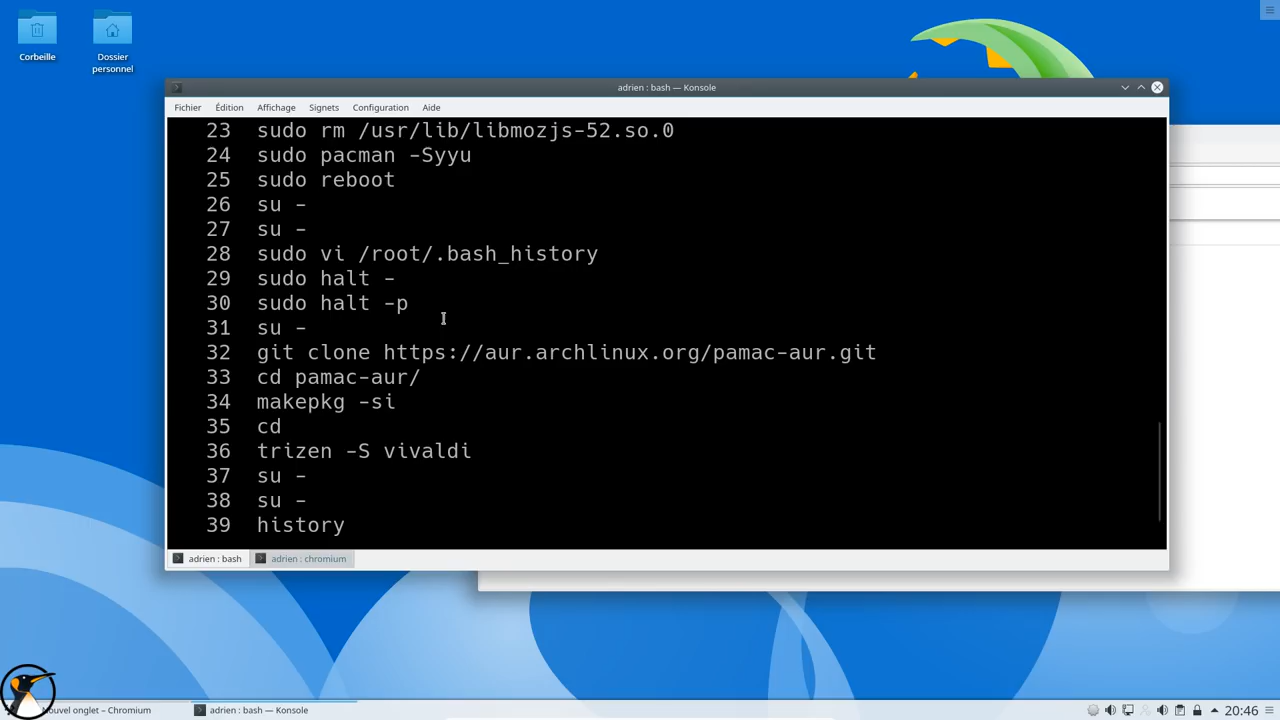 Corbeille
Dossier
personnel
adrien : bash — Konsole
Fichier Édition Affichage Signets Configuration Aide
23 sudo rm /usr/lib/libmozjs-52.so.0
24 sudo pacman -Syyu
25 sudo reboot
26 su -
27 su -
28 sudo vi /root/.bash_history
29 sudo halt -
30 sudo halt -p
31 su -
32 git clone https://aur.archlinux.org/pamac-aur.git
33 cd pamac-aur/
34 makepkg -si
35 cd
36 trizen -S vivaldi
37 su -
38 su -
39 history
adrien : bash adrien : chromium
Nouvel onglet – Chromium adrien : bash — Konsole 20:46